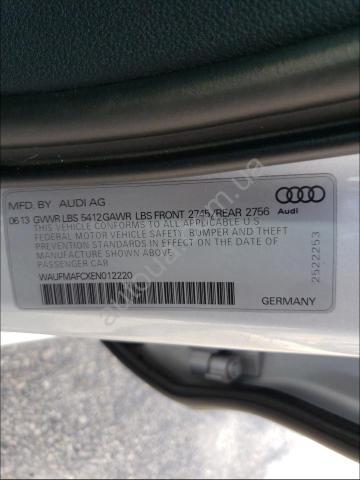 MFD. BY AUDI AG
06 13 GVWR LBS 5412 GAWR LBS FRONT 2745/REAR 2756
THIS VEHICLE CONFORMS TO ALL APPLICABLE U S
FEDERAL MOTOR VEHICLE SAFETY, BUMPER AND THEFT
PREVENTION STANDARDS IN EFFECT ON THE DATE OF
MANUFACTURE SHOWN ABOVE.
PASSENGER CAR
WAUFMAFCXEN012220
Audi
2522253
GERMANY